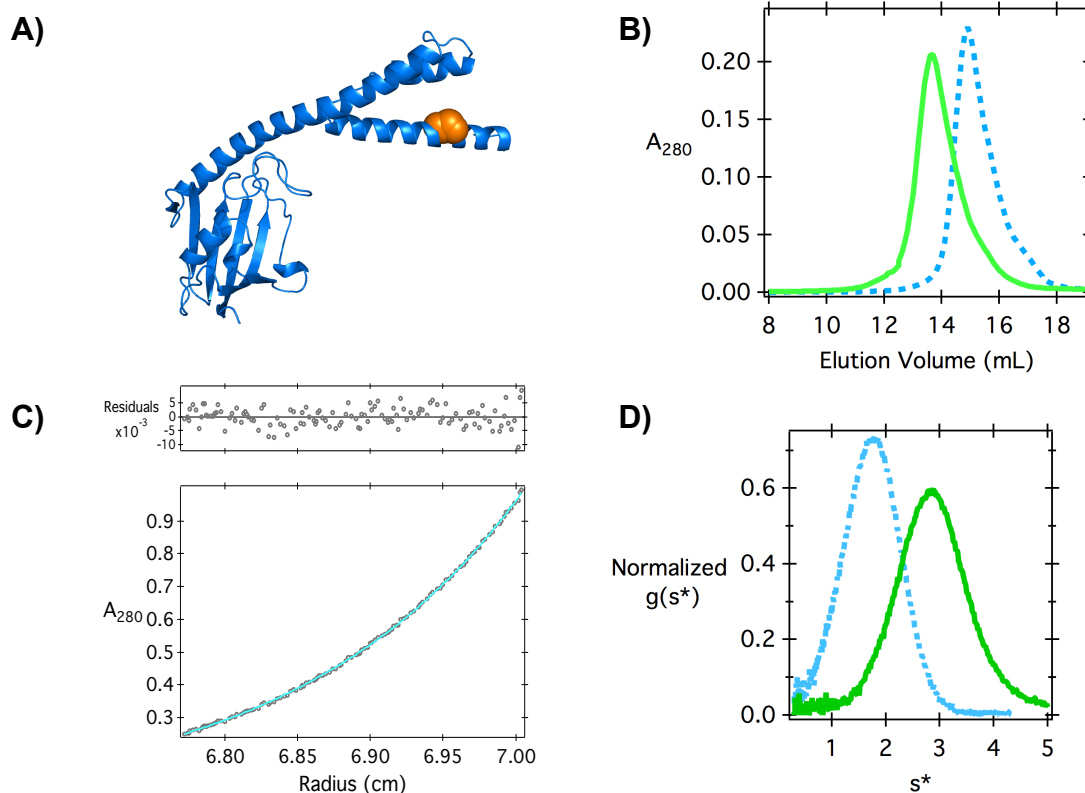 A)
B)
0.20
0.15
A280
0.10
0.05
0.00
8 10 12 14 16 18
Elution Volume (mL)
C)
Residuals
x10-3
5
0
-5
-10
0.9
0.8
0.7
A280
0.6
0.5
0.4
0.3
6.80 6.85 6.90 6.95 7.00
Radius (cm)
D)
0.6
0.4
Normalized
g(s*)
0.2
0.0
1 2 3 4 5
s*